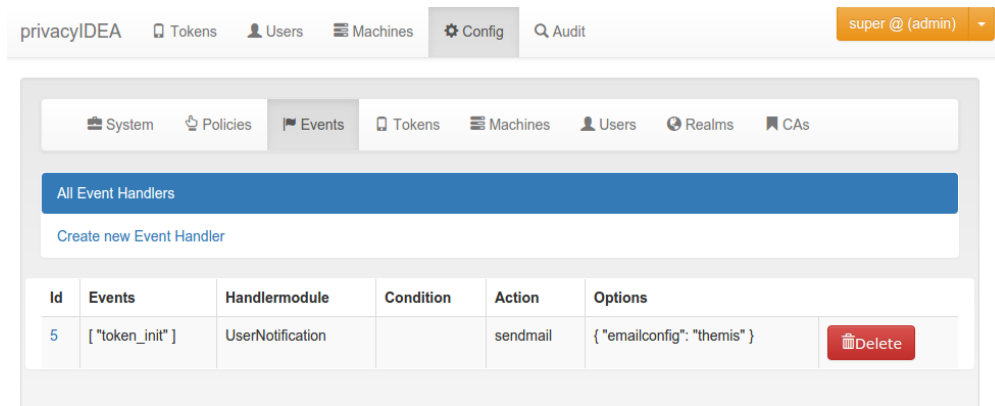 privacyIDEA Tokens Users Machines Config Audit super @ (admin)
System Policies Events Tokens Machines Users Realms CAs
All Event Handlers
Create new Event Handler
Id Events Handlermodule Condition Action Options
5 [ "token_init" ] UserNotification sendmail { "emailconfig": "themis" } Delete